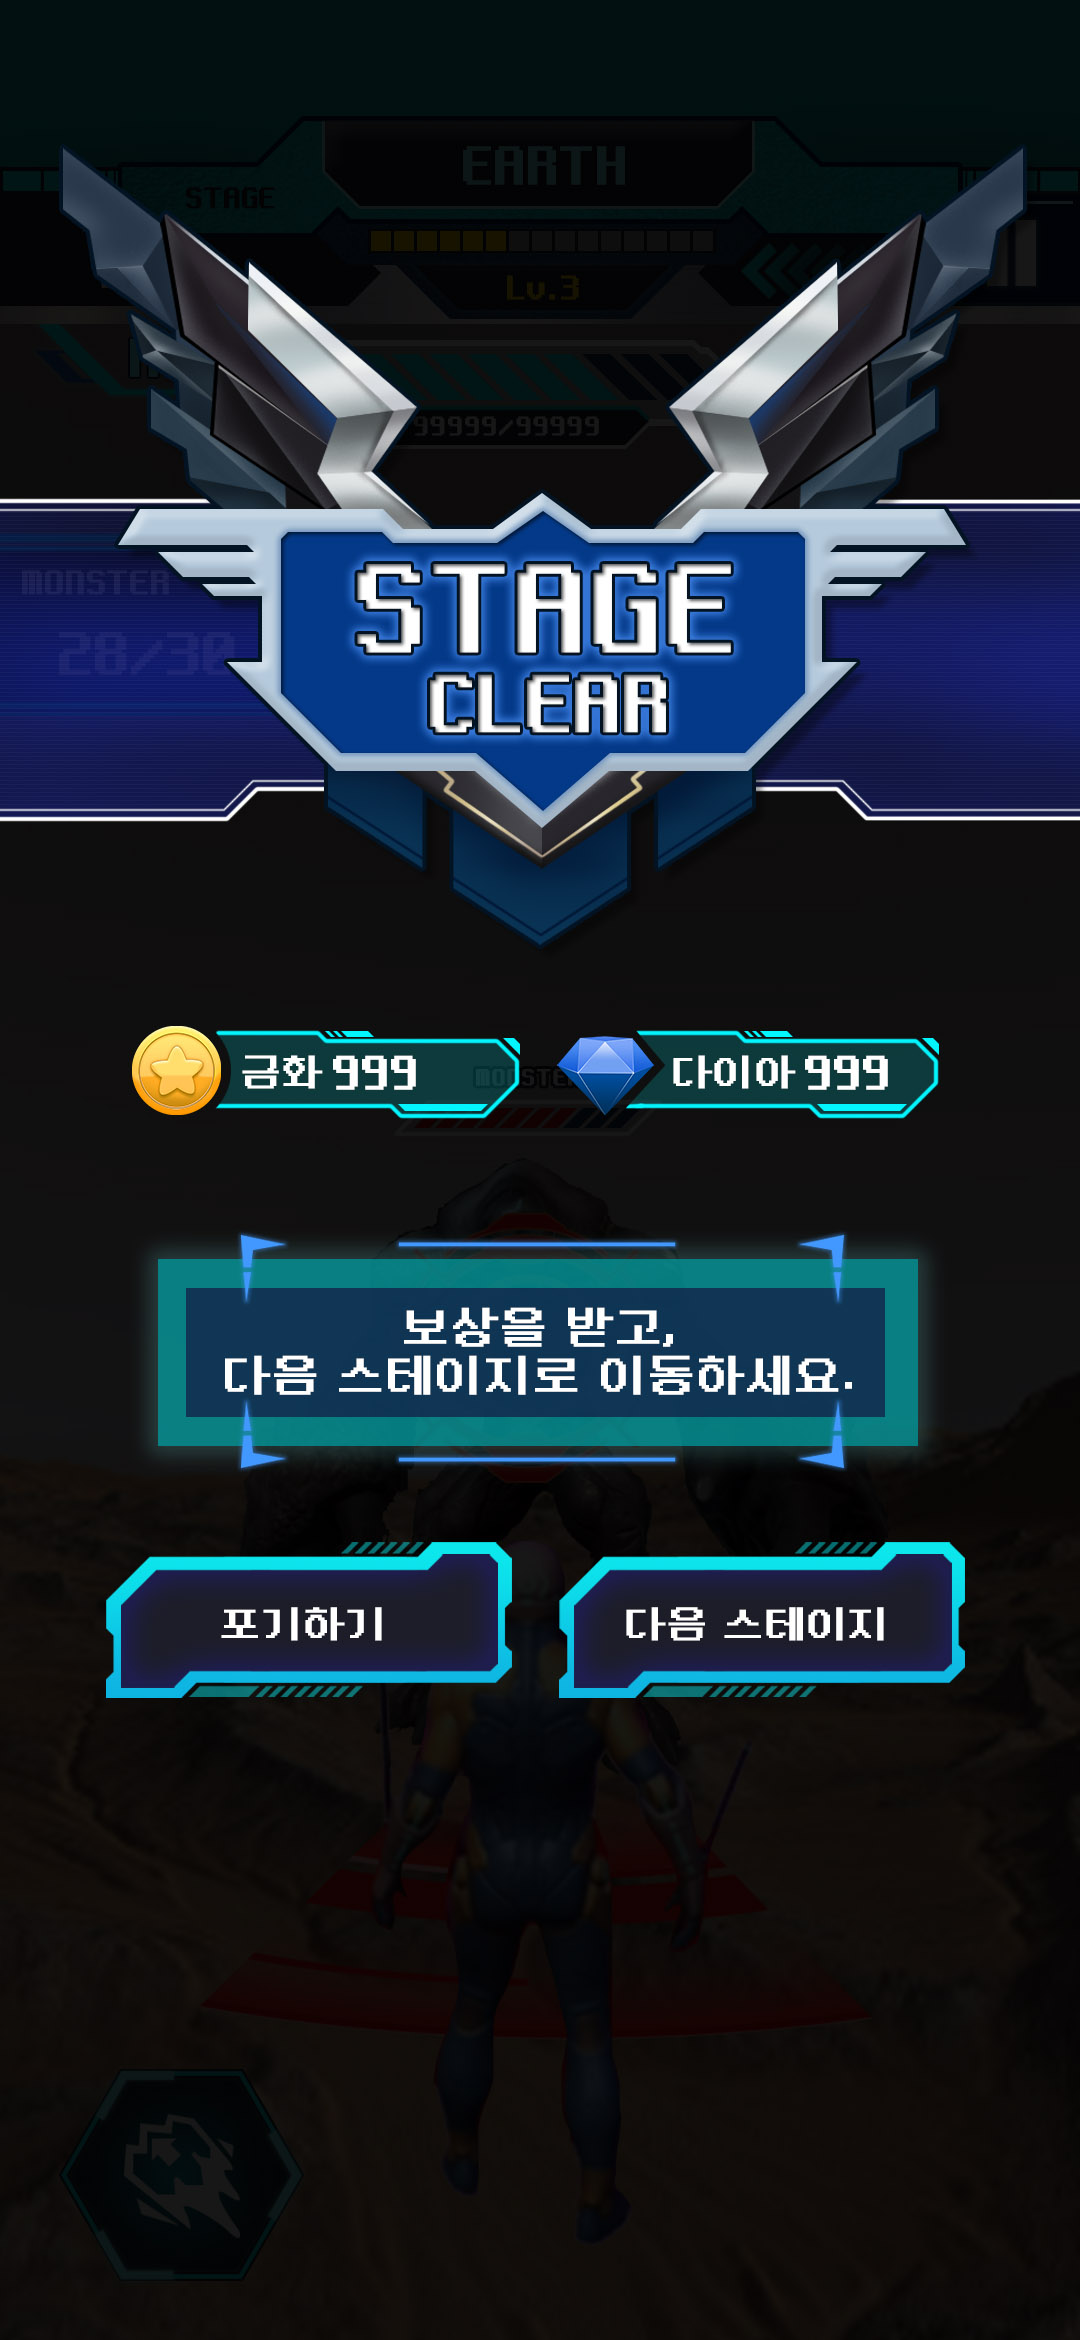 EARTH
STAGE
Lv.3
99999/99999
MONSTER
28/30
STAGE
CLEAR
금화 999
다이아 999
보상을 받고,
다음 스테이지로 이동하세요.
포기하기
다음 스테이지